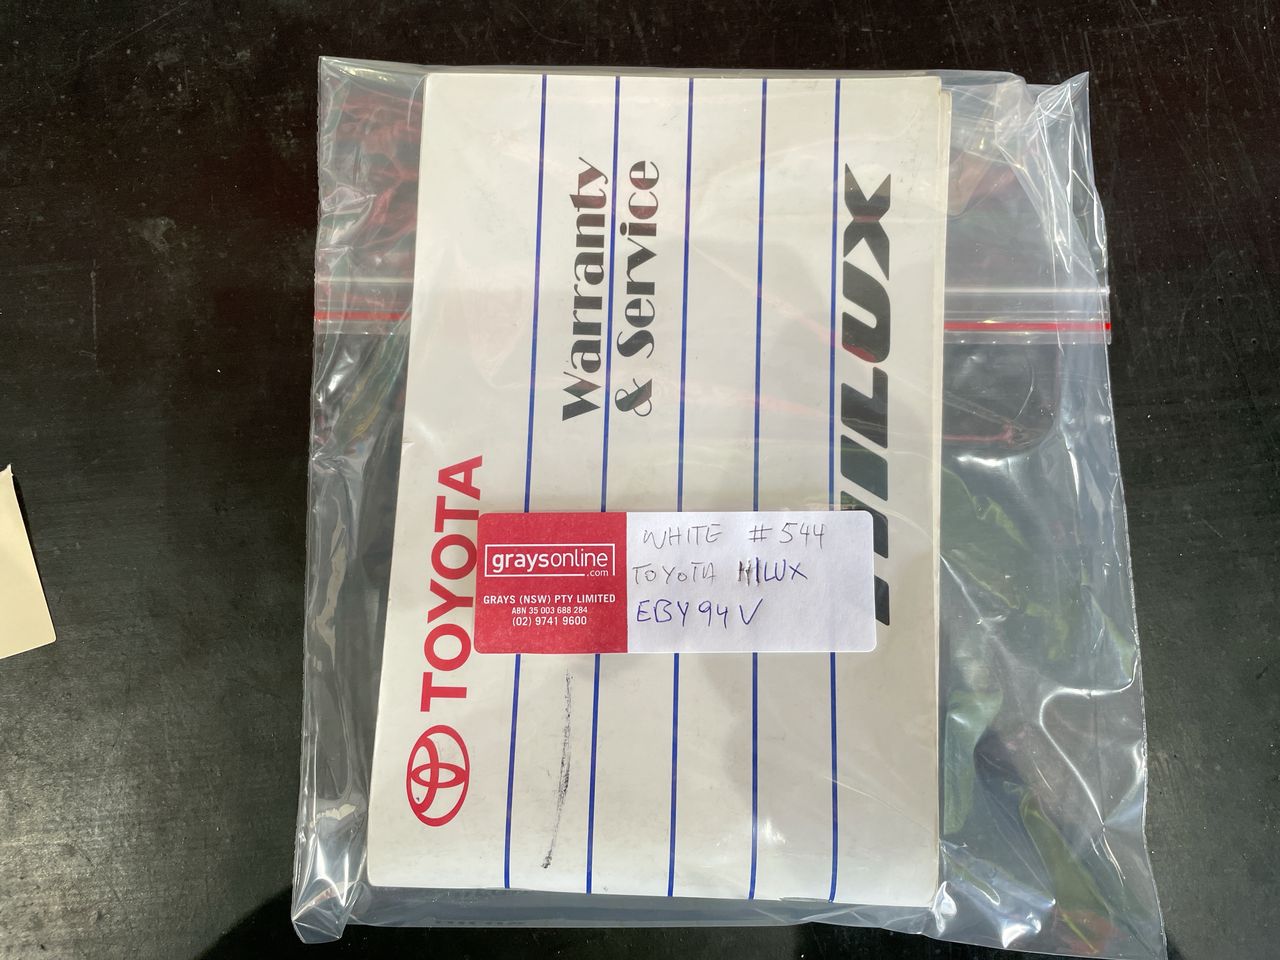 TOYOTA
Warranty
& Service
HILUX
graysonline
.com
GRAYS (NSW) PTY LIMITED
ABN 35 003 688 284
(02) 9741 9600
WHITE #544
TOYOTA HILUX
EBY94V